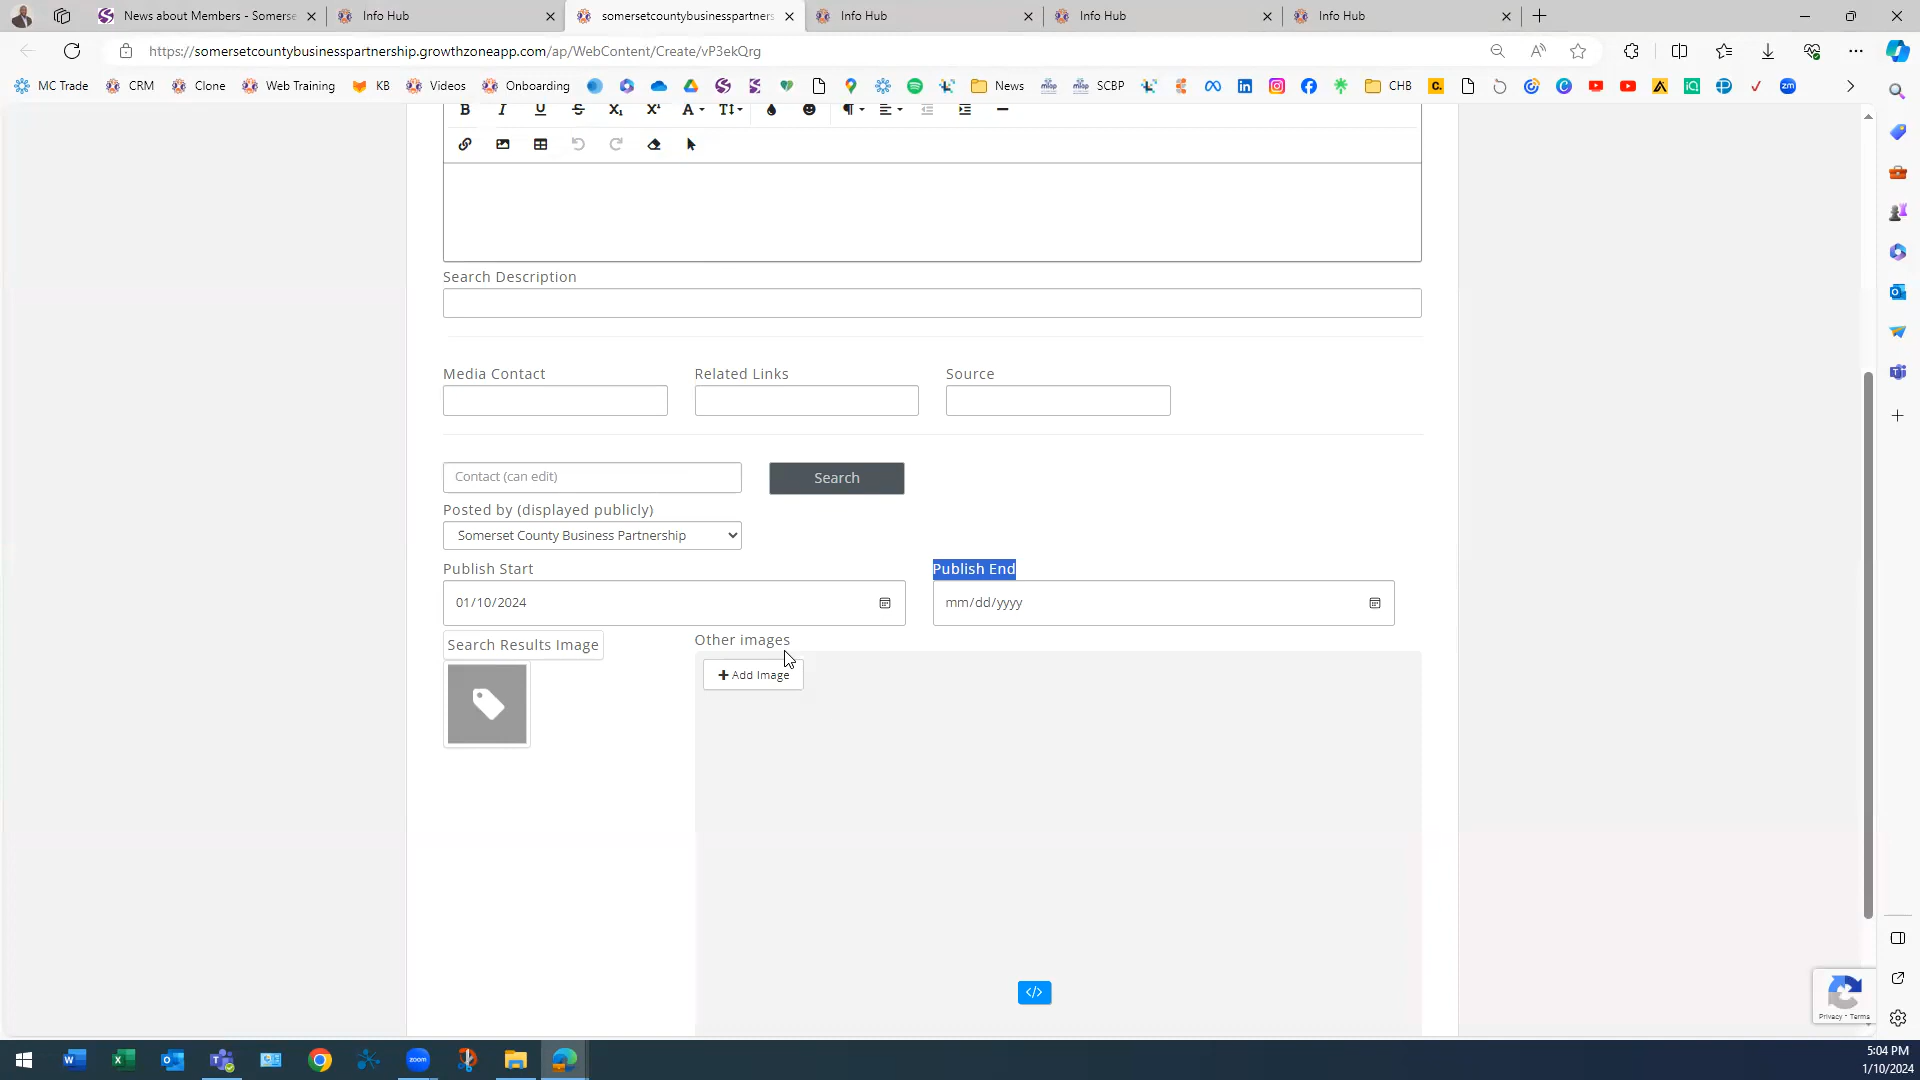 News about Members - Somerse
Info Hub
somersetcountybusinesspartners
Info Hub
Info Hub
Info Hub
https://somersetcountybusinesspartnership.growthzoneapp.com/ap/WebContent/Create/vP3ekQrg
MC Trade
CRM
Clone
Web Training
KB
Videos
Onboarding
News
SCBP
CHB
Search Description
Media Contact
Related Links
Source
Contact (can edit)
Search
Posted by (displayed publicly)
Somerset County Business Partnership
Publish Start
Publish End
01/10/2024
mm/dd/yyyy
Search Results Image
Other images
+ Add Image
</>
Privacy - Terms
zoom
5:04 PM
1/10/2024